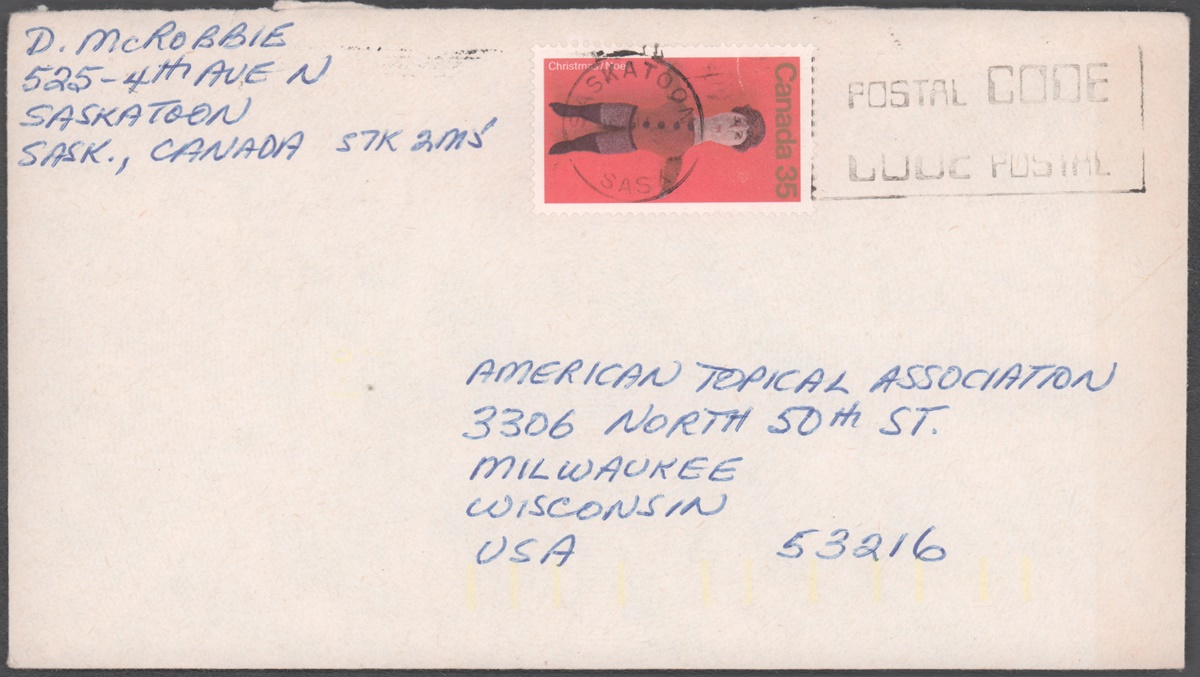 D. McROBBIE
525-4th AVE N
SASKATOON
SASK., CANADA S7K 2M5
Christmas/Noël
Canada 35
SASKATOON
SASK
POSTAL CODE
CODE POSTAL
AMERICAN TOPICAL ASSOCIATION
3306 NORTH 50th ST.
MILWAUKEE
WISCONSIN
USA 53216